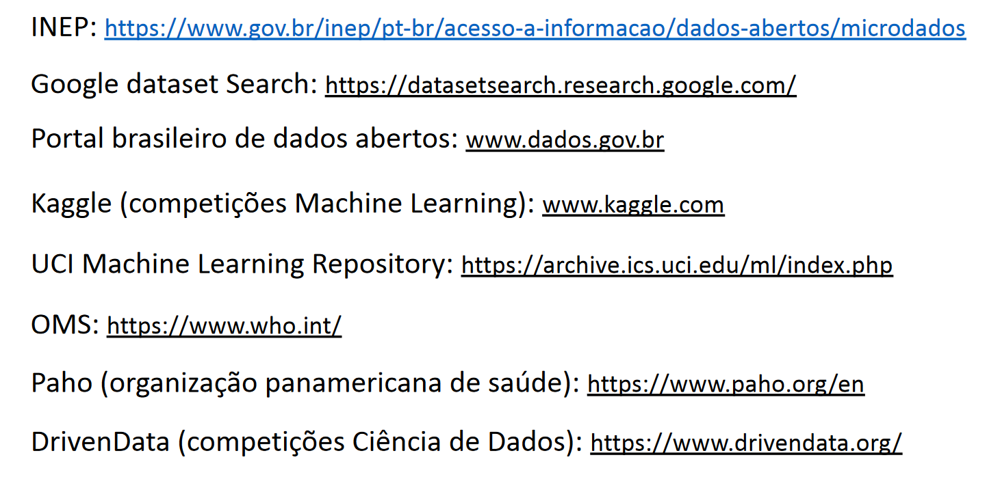 INEP: https://www.gov.br/inep/pt-br/acesso-a-informacao/dados-abertos/microdados
Google dataset Search: https://datasetsearch.research.google.com/
Portal brasileiro de dados abertos: www.dados.gov.br
Kaggle (competições Machine Learning): www.kaggle.com
UCI Machine Learning Repository: https://archive.ics.uci.edu/ml/index.php
OMS: https://www.who.int/
Paho (organização panamericana de saúde): https://www.paho.org/en
DrivenData (competições Ciência de Dados): https://www.drivendata.org/